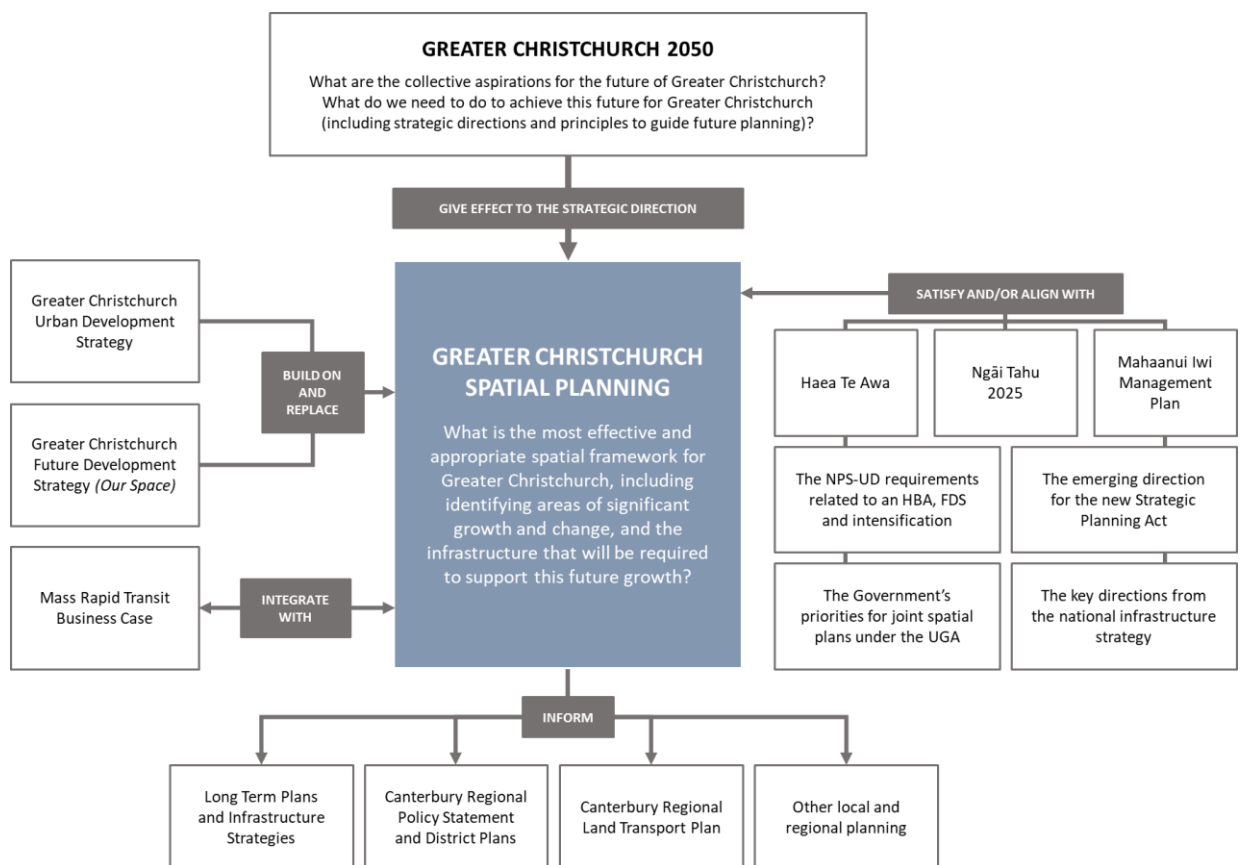 GREATER CHRISTCHURCH 2050
What are the collective aspirations for the future of Greater Christchurch?
What do we need to do to achieve this future for Greater Christchurch
(including strategic directions and principles to guide future planning)?
GIVE EFFECT TO THE STRATEGIC DIRECTION
Greater Christchurch
Urban Development
Strategy
BUILD ON
AND
REPLACE
Greater Christchurch
Future Development
Strategy (Our Space)
Mass Rapid Transit
Business Case
INTEGRATE
WITH
GREATER CHRISTCHURCH
SPATIAL PLANNING
What is the most effective and
appropriate spatial framework for
Greater Christchurch, including
identifying areas of significant
growth and change, and the
infrastructure that will be required
to support this future growth?
SATISFY AND/OR ALIGN WITH
Haea Te Awa
Ngāi Tahu
2025
Mahaanui Iwi
Management
Plan
The NPS-UD requirements
related to an HBA, FDS
and intensification
The emerging direction
for the new Strategic
Planning Act
The Government’s
priorities for joint spatial
plans under the UGA
The key directions from
the national infrastructure
strategy
INFORM
Long Term Plans
and Infrastructure
Strategies
Canterbury Regional
Policy Statement
and District Plans
Canterbury Regional
Land Transport Plan
Other local and
regional planning